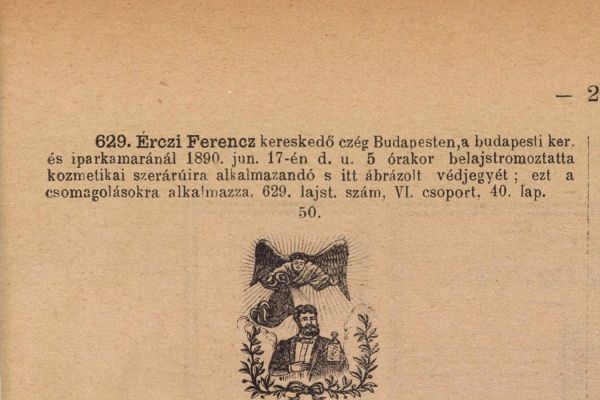 — 2
629. Érczi Ferencz kereskedő czég Budapesten, a budapesti ker.
és iparkamaránál 1890. jun. 17-én d. u. 5 órakor belajstromoztatta
kozmetikai szerárúira alkalmazandó s itt ábrázolt védjegyét ; ezt a
csomagolásokra alkalmazza. 629. lajst. szám, VI. csoport, 40. lap.
50.